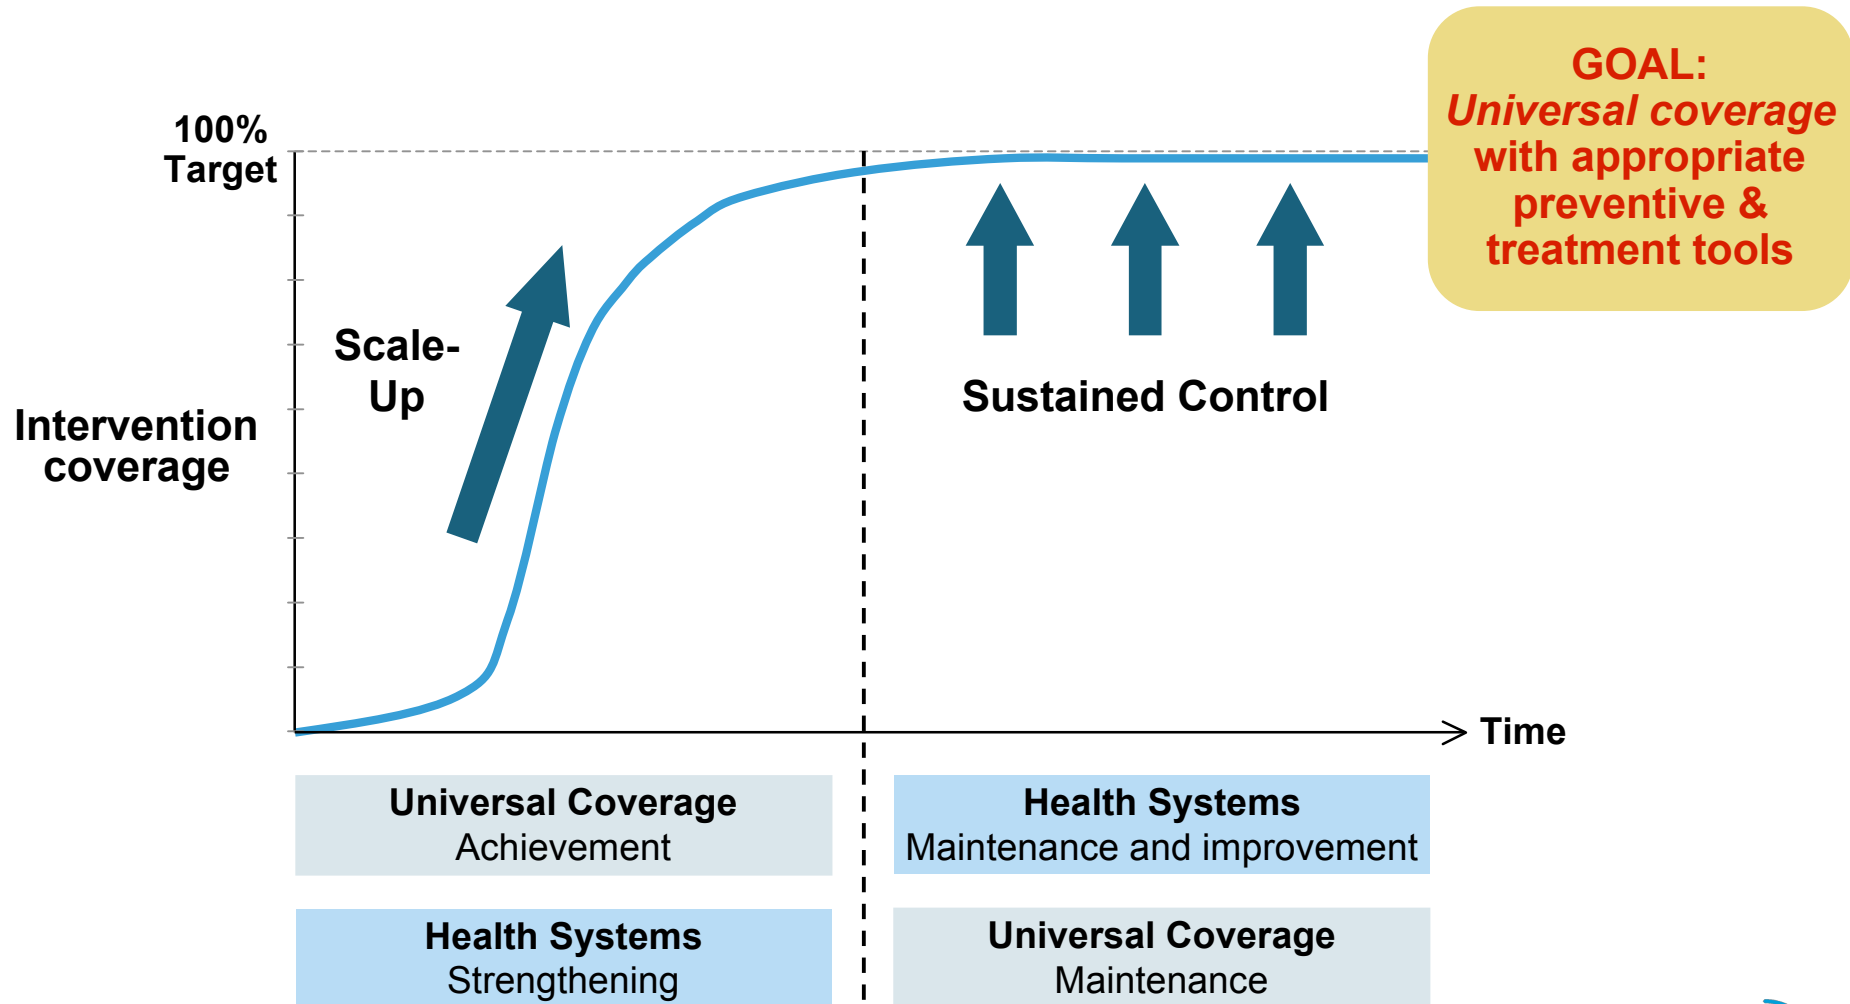 GOAL:
Universal coverage
with appropriate
preventive &
treatment tools
100%
Target
Scale-
Up
Sustained Control
Intervention
coverage
Time
Universal Coverage
Achievement
Health Systems
Maintenance and improvement
Health Systems
Strengthening
Universal Coverage
Maintenance